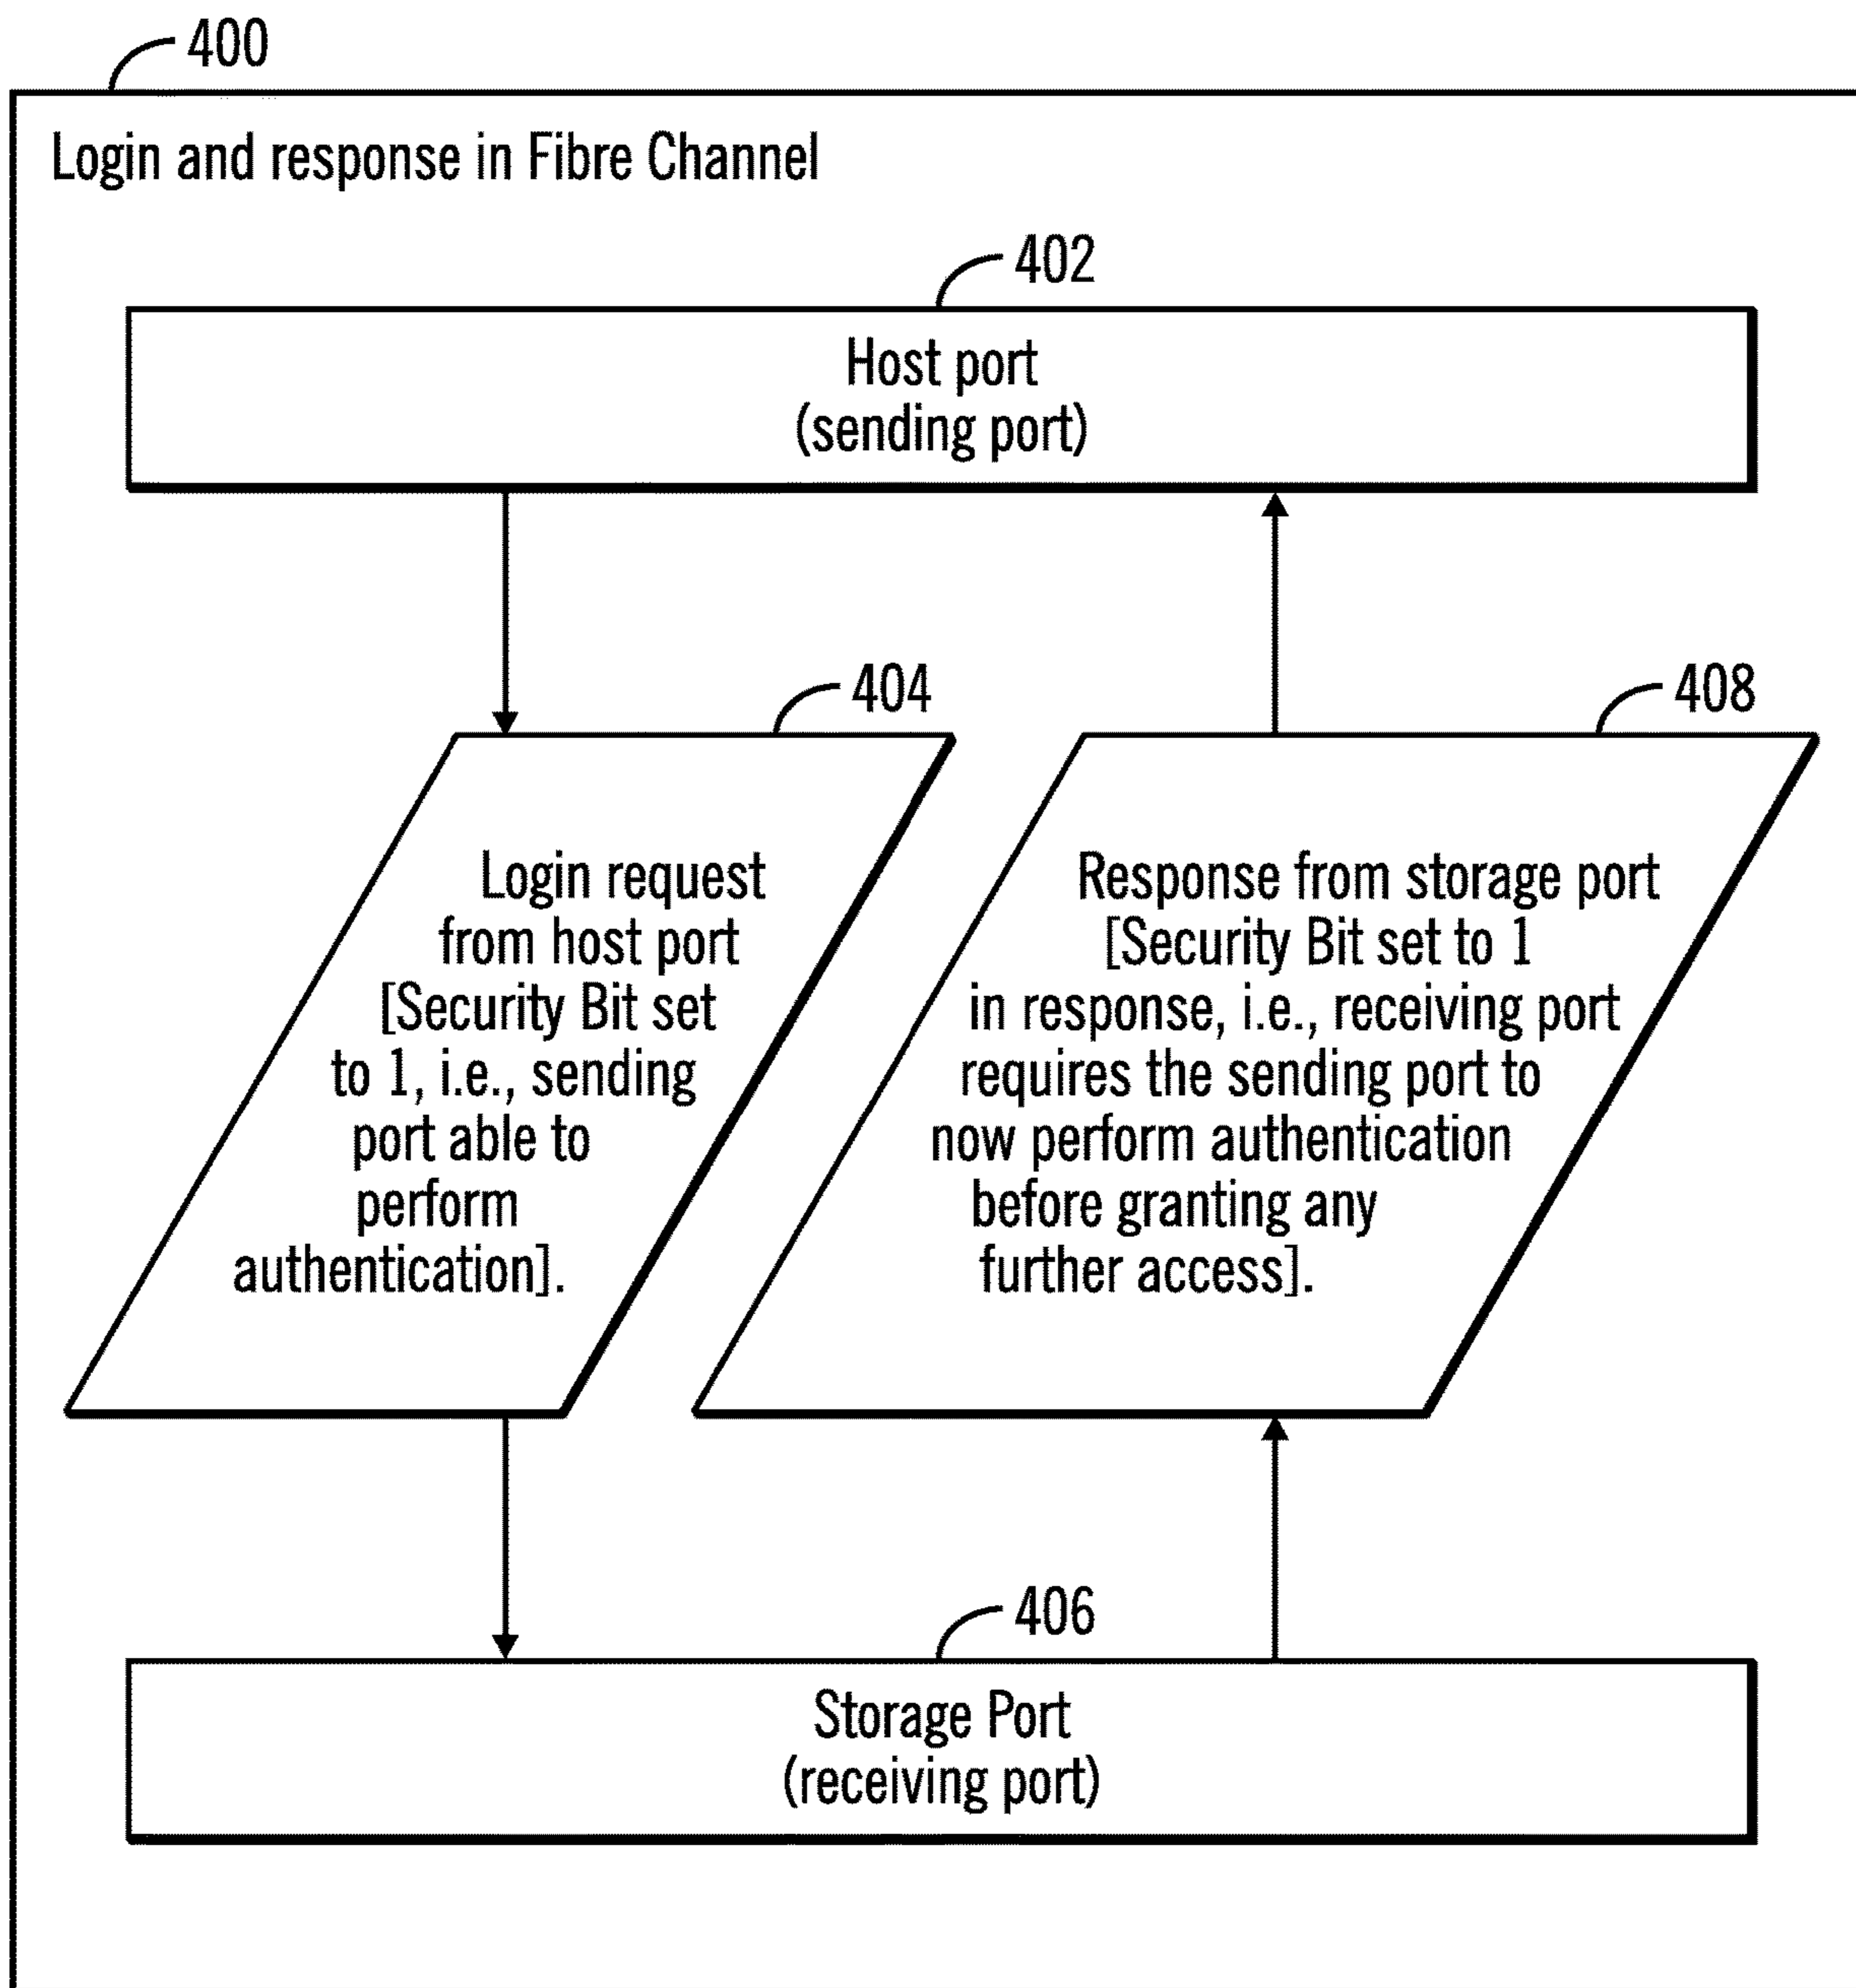 400
Login and response in Fibre Channel
402
Host port
(sending port)
404
Login request
from host port
[Security Bit set
to 1, i.e., sending
port able to
perform
authentication].
408
Response from storage port
[Security Bit set to 1
in response, i.e., receiving port
requires the sending port to
now perform authentication
before granting any
further access].
406
Storage Port
(receiving port)